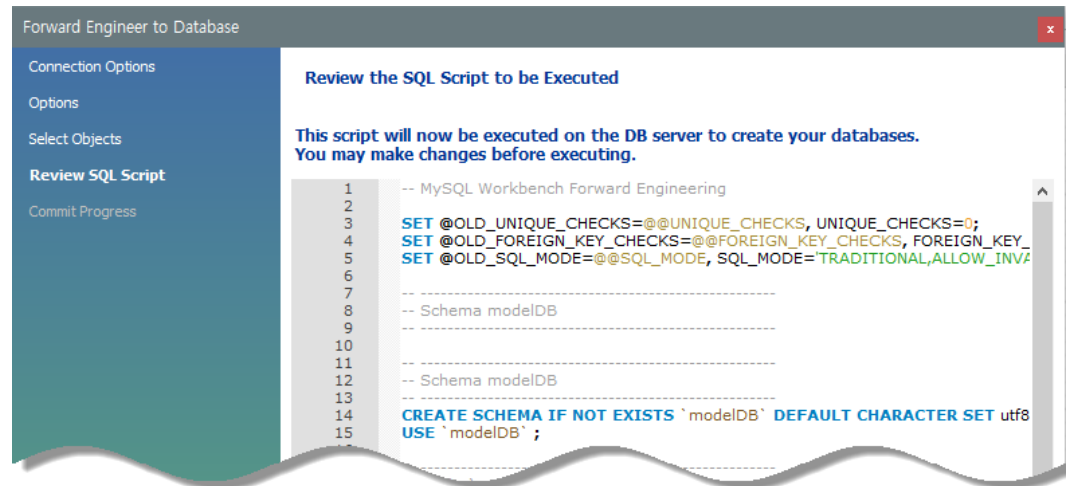 Forward Engineer to Database
x
Connection Options
Options
Select Objects
Review SQL Script
Commit Progress
Review the SQL Script to be Executed
This script will now be executed on the DB server to create your databases.
You may make changes before executing.
1 -- MySQL Workbench Forward Engineering
2
3 SET @OLD_UNIQUE_CHECKS=@@UNIQUE_CHECKS, UNIQUE_CHECKS=0;
4 SET @OLD_FOREIGN_KEY_CHECKS=@@FOREIGN_KEY_CHECKS, FOREIGN_KEY_
5 SET @OLD_SQL_MODE=@@SQL_MODE, SQL_MODE='TRADITIONAL,ALLOW_INVA
6
7 -- -----------------------------------------------------
8 -- Schema modelDB
9 -- -----------------------------------------------------
10
11 -- -----------------------------------------------------
12 -- Schema modelDB
13 -- -----------------------------------------------------
14 CREATE SCHEMA IF NOT EXISTS `modelDB` DEFAULT CHARACTER SET utf8
15 USE `modelDB` ;